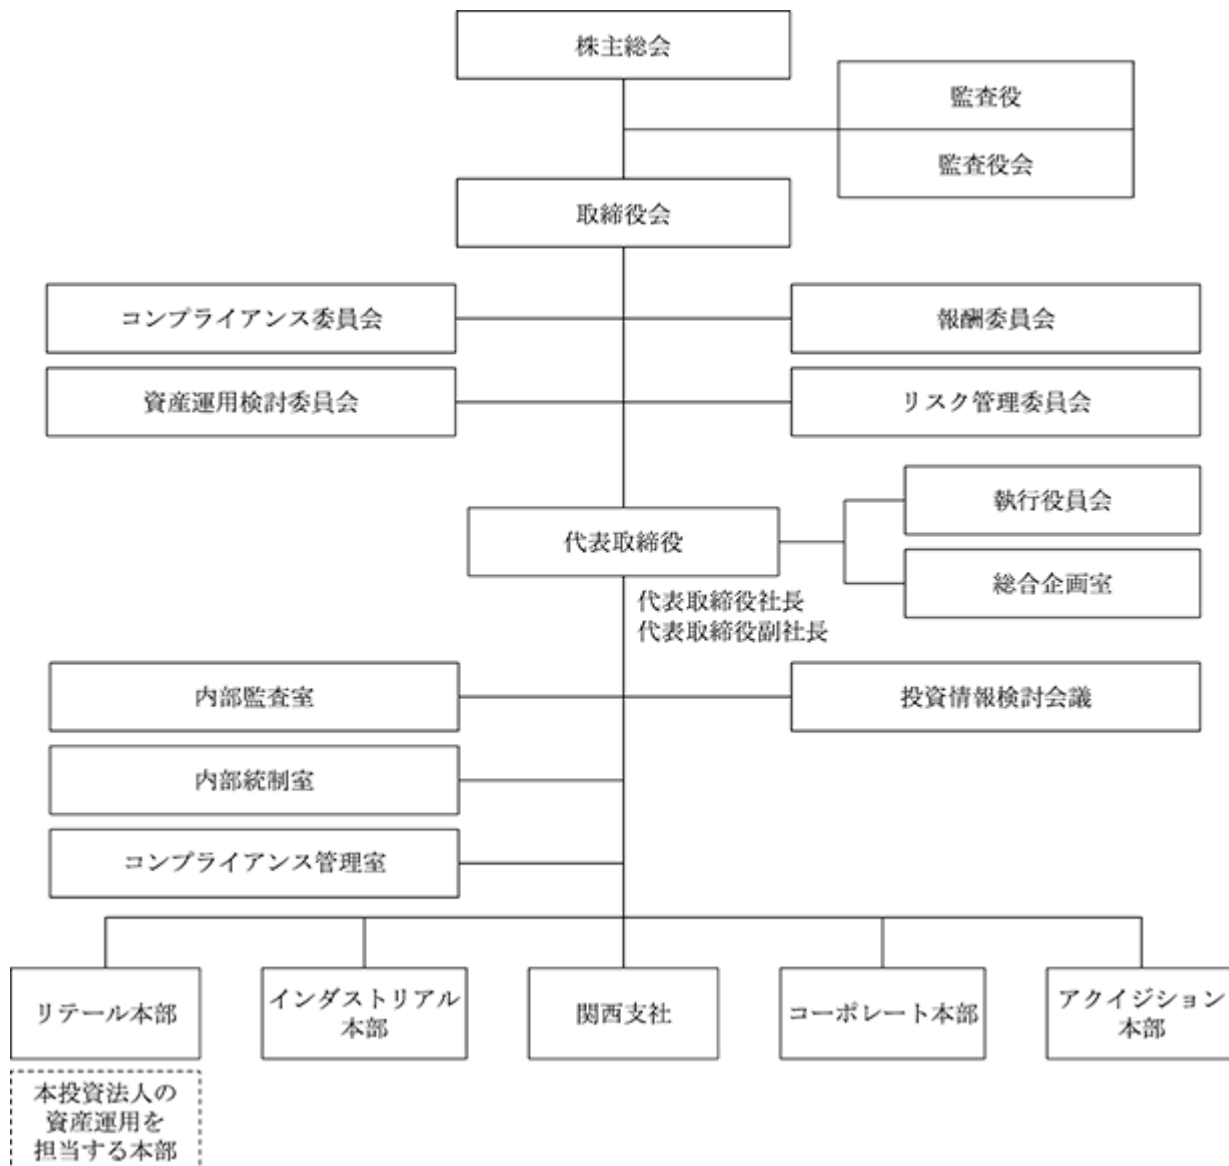 株主総会
監査役
監査役会
取締役会
コンプライアンス委員会
報酬委員会
資産運用検討委員会
リスク管理委員会
執行役員会
代表取締役
総合企画室
代表取締役社長
代表取締役副社長
内部監査室
投資情報検討会議
内部統制室
コンプライアンス管理室
リテール本部
インダストリアル
本部
関西支社
コーポレート本部
アクイジション
本部
本投資法人の
資産運用を
担当する本部